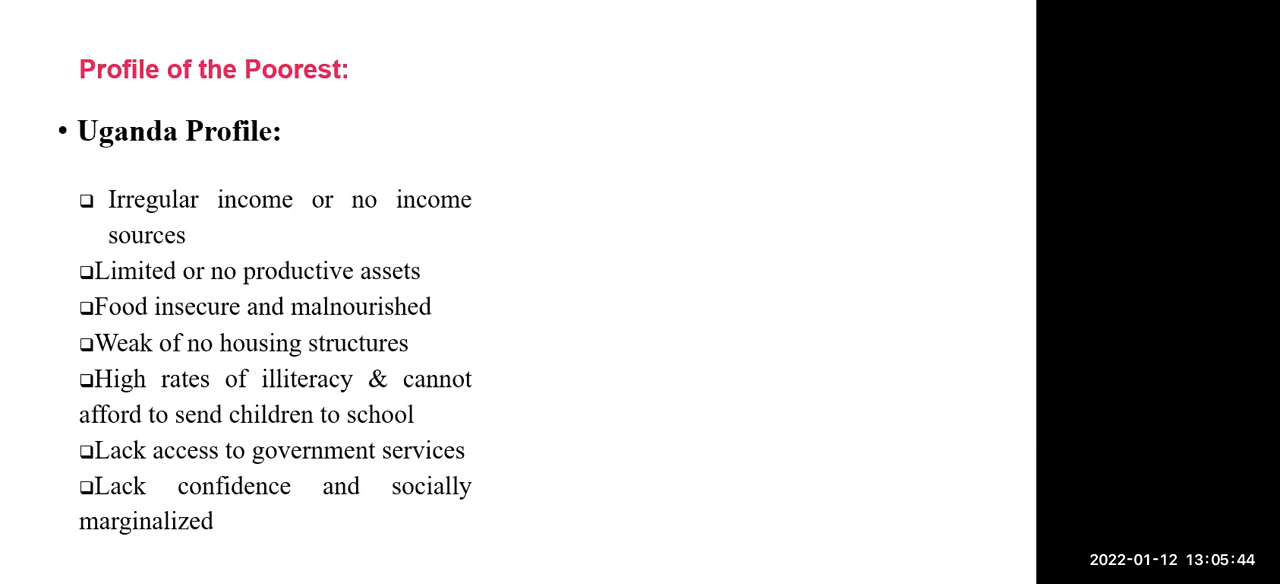 Profile of the Poorest:
• Uganda Profile:
❑ Irregular income or no income
sources
❑Limited or no productive assets
❑Food insecure and malnourished
❑Weak of no housing structures
❑High rates of illiteracy & cannot
afford to send children to school
❑Lack access to government services
❑Lack confidence and socially
marginalized
2022-01-12 13:05:44